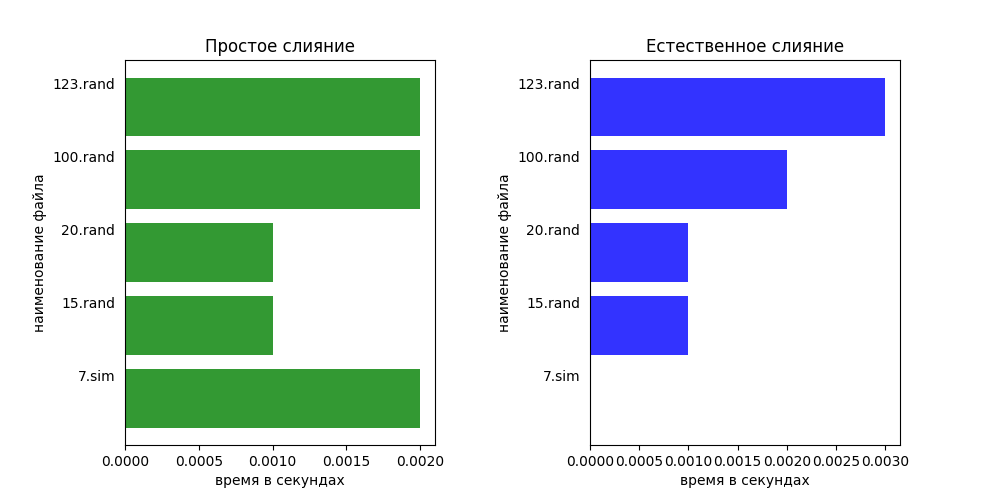 Простое слияние
123.rand
100.rand
20.rand
15.rand
7.sim
наименование файла
0.0000 0.0005 0.0010 0.0015 0.0020
время в секундах
Естественное слияние
123.rand
100.rand
20.rand
15.rand
7.sim
наименование файла
0.0000 0.0005 0.0010 0.0015 0.0020 0.0025 0.0030
время в секундах